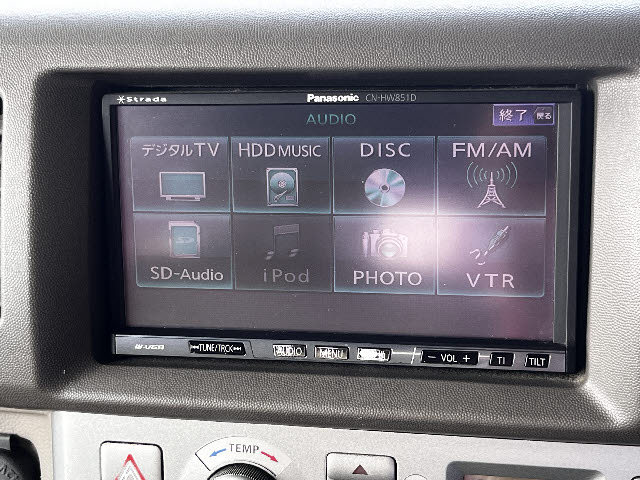 Strada Panasonic CN-HW851D
AUDIO 終了 戻る
デジタルTV HDD MUSIC DISC FM/AM
SD-Audio iPod PHOTO VTR
W-VGA TUNE/TRCK AUDIO MENU − VOL + TI TILT
TEMP